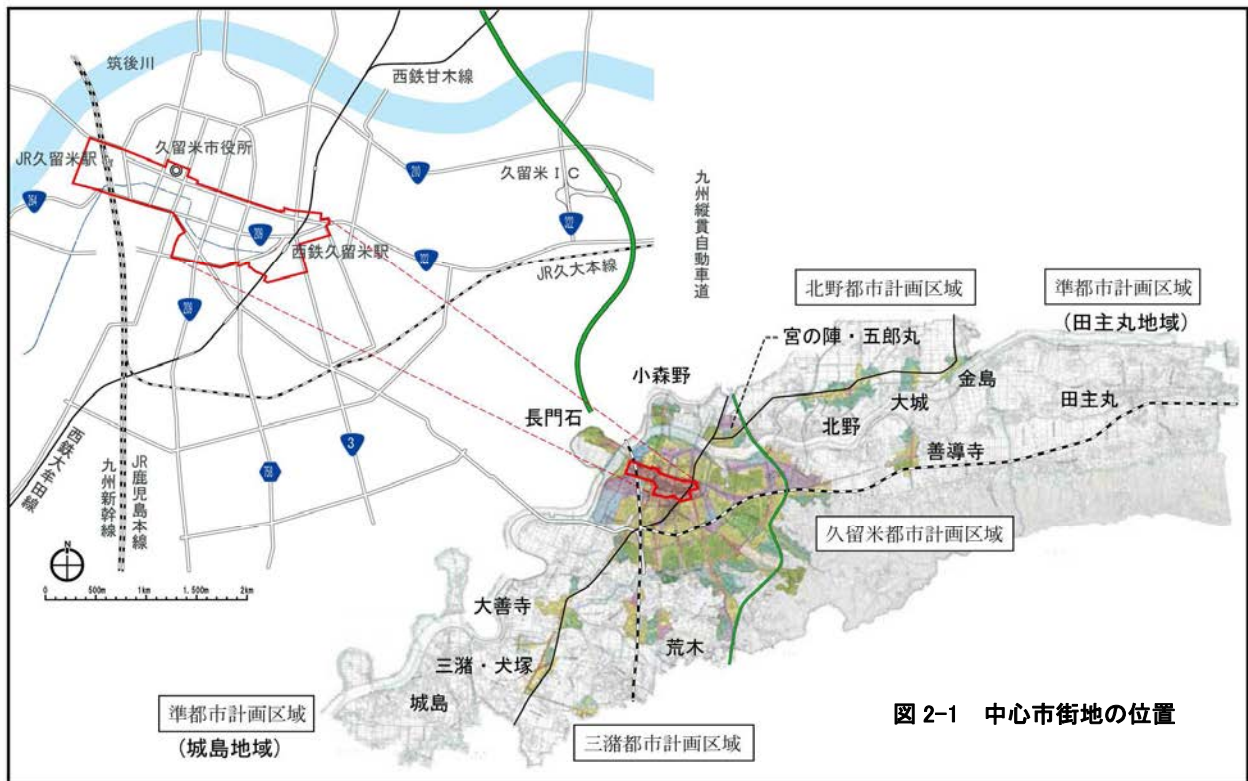 筑後川
西鉄甘木線
JR久留米駅
久留米市役所
久留米IC
210
264
209
322
西鉄久留米駅
322
JR久大本線
209
3
九州縦貫自動車道
西鉄大牟田線
九州新幹線
JR鹿児島本線
N
0 500m 1km 1.500m 2km
北野都市計画区域
準都市計画区域
(田主丸地域)
宮の陣・五郎丸
小森野
長門石
金島
大城
北野
田主丸
善導寺
久留米都市計画区域
大善寺
荒木
三潴・犬塚
城島
準都市計画区域
(城島地域)
三潴都市計画区域
図 2-1 中心市街地の位置